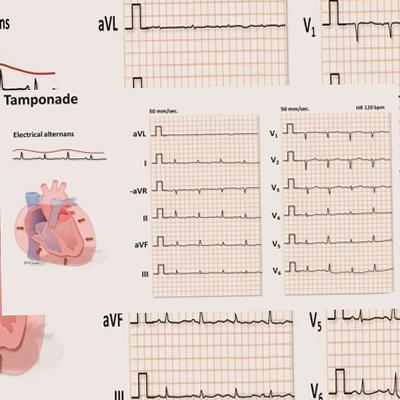 ns
aVL
V1
Tamponade
Electrical alternans
50 mm/sec.
50 mm/sec.
HR 120 bpm
aVL
I
-aVR
II
aVF
III
V1
V2
V3
V4
V5
V6
aVF
V5
III
V6